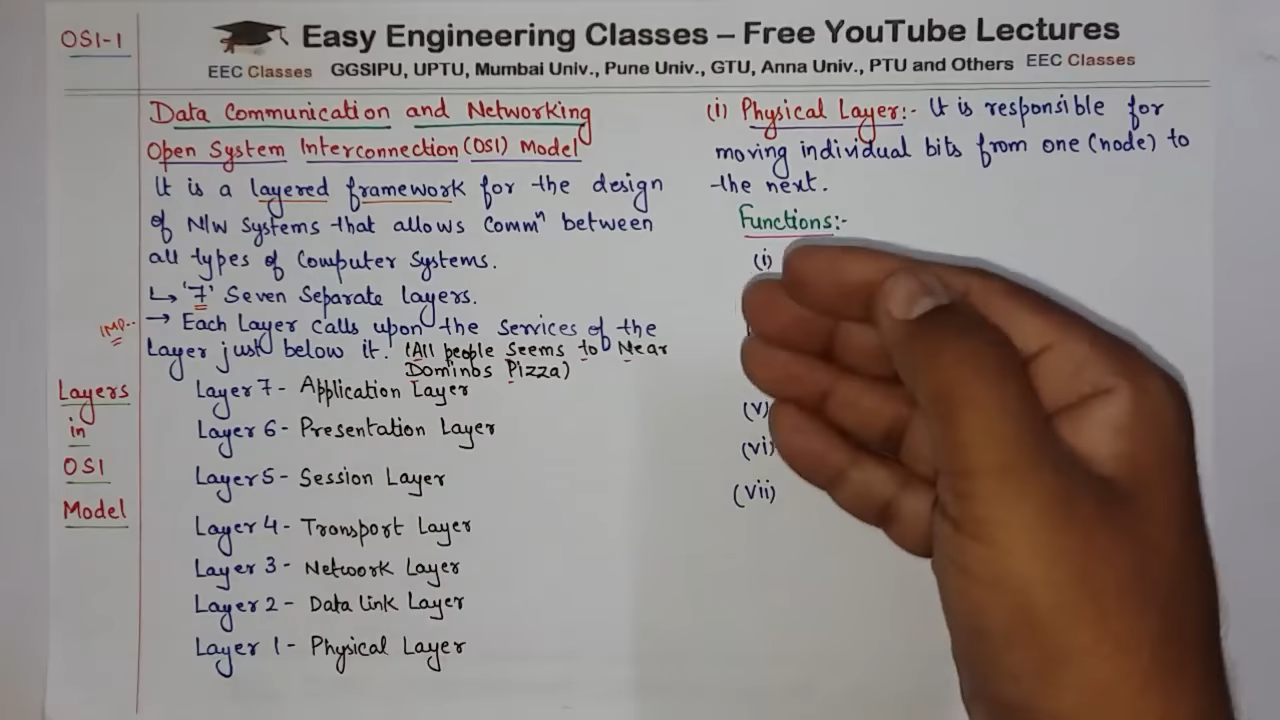 OSI-1
Easy Engineering Classes – Free YouTube Lectures
EEC Classes GGSIPU, UPTU, Mumbai Univ., Pune Univ., GTU, Anna Univ., PTU and Others EEC Classes
Data Communication and Networking
Open System Interconnection (OSI) Model
It is a layered framework for the design
of N/W Systems that allows Commⁿ between
all types of Computer Systems.
↳ '7' Seven Separate layers.
IMP..
→ Each Layer Calls upon the Services of the
Layer just below it. (All people Seems to Near
Dominos Pizza)
Layers
in
OSI
Model
Layer 7 - Application Layer
Layer 6 - Presentation Layer
Layer 5 - Session Layer
Layer 4 - Transport Layer
Layer 3 - Network Layer
Layer 2 - Data link Layer
Layer 1 - Physical Layer
(i) Physical Layer:- It is responsible for
moving individual bits from one (node) to
the next.
Functions:-
(i)
(v)
(vi)
(vii)